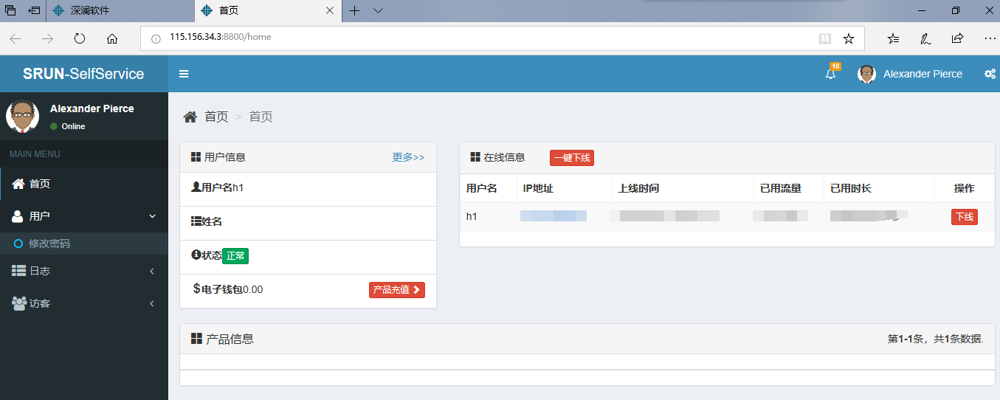 深澜软件
首页
115.156.34.3:8800/home
SRUN-SelfService
10
Alexander Pierce
Alexander Pierce
Online
MAIN MENU
首页
用户
修改密码
日志
访客
首页 > 首页
用户信息 更多>>
用户名h1
姓名
状态 正常
电子钱包0.00 产品充值
在线信息 一键下线
用户名 IP地址 上线时间 已用流量 已用时长 操作
h1 下线
产品信息 第1-1条，共1条数据.